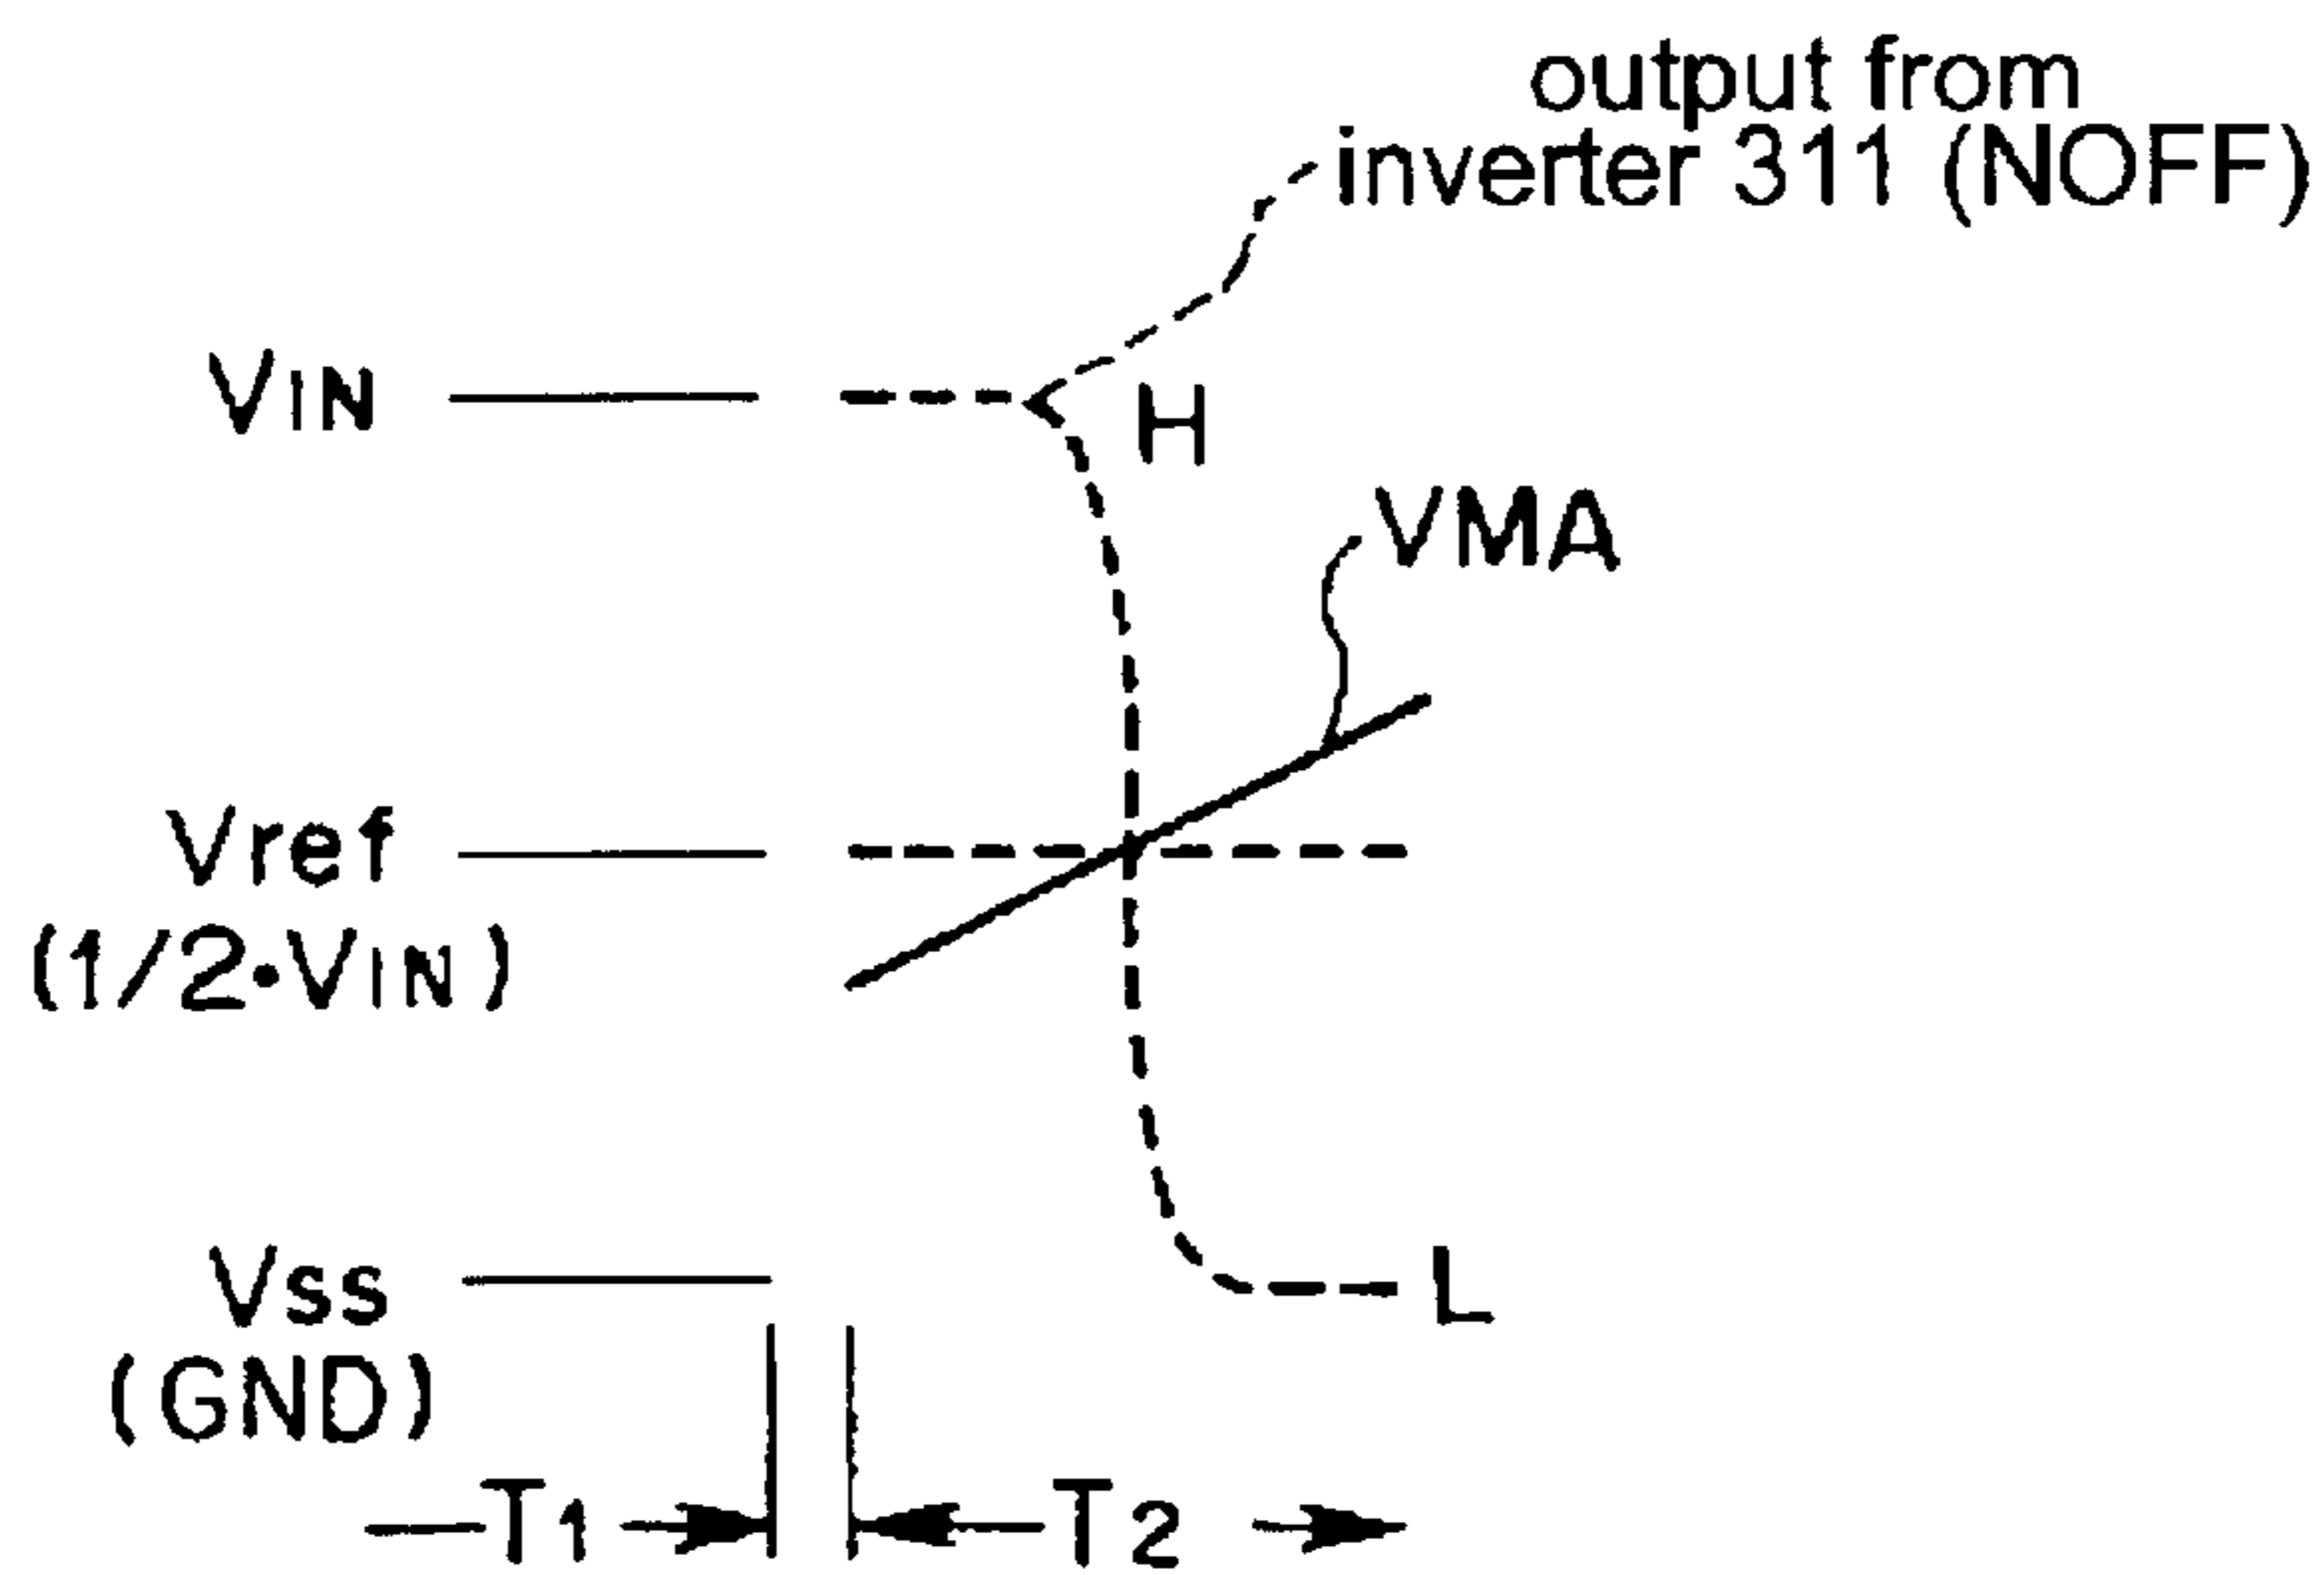 output from
inverter 311 (NOFF)
VIN
H
VMA
Vref
(1/2•VIN)
Vss
L
(GND)
T1
T2